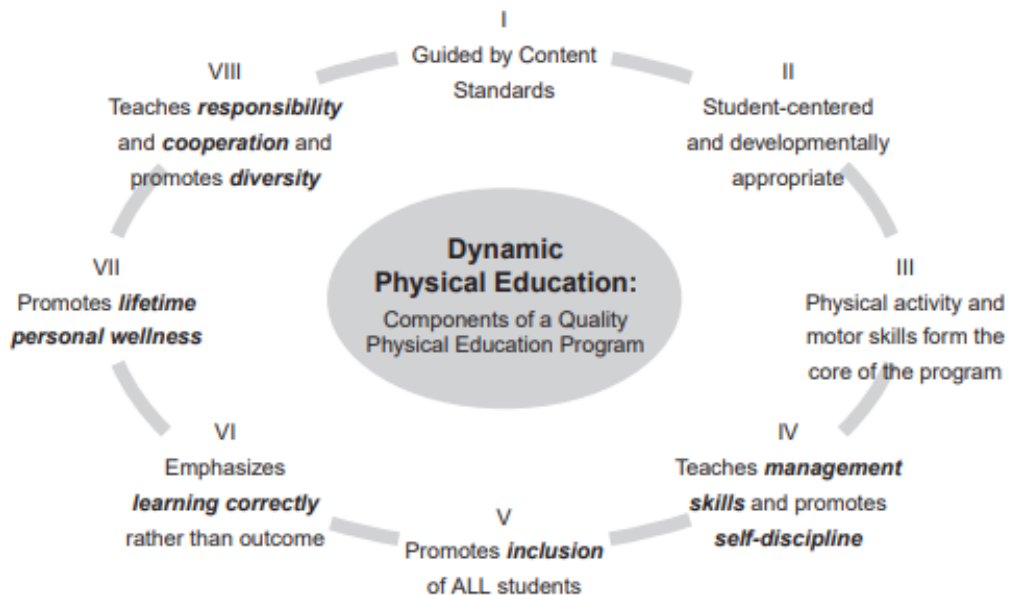 I
Guided by Content
Standards
II
Student-centered
and developmentally
appropriate
III
Physical activity and
motor skills form the
core of the program
IV
Teaches management
skills and promotes
self-discipline
V
Promotes inclusion
of ALL students
VI
Emphasizes
learning correctly
rather than outcome
VII
Promotes lifetime
personal wellness
VIII
Teaches responsibility
and cooperation and
promotes diversity
Dynamic
Physical Education:
Components of a Quality
Physical Education Program